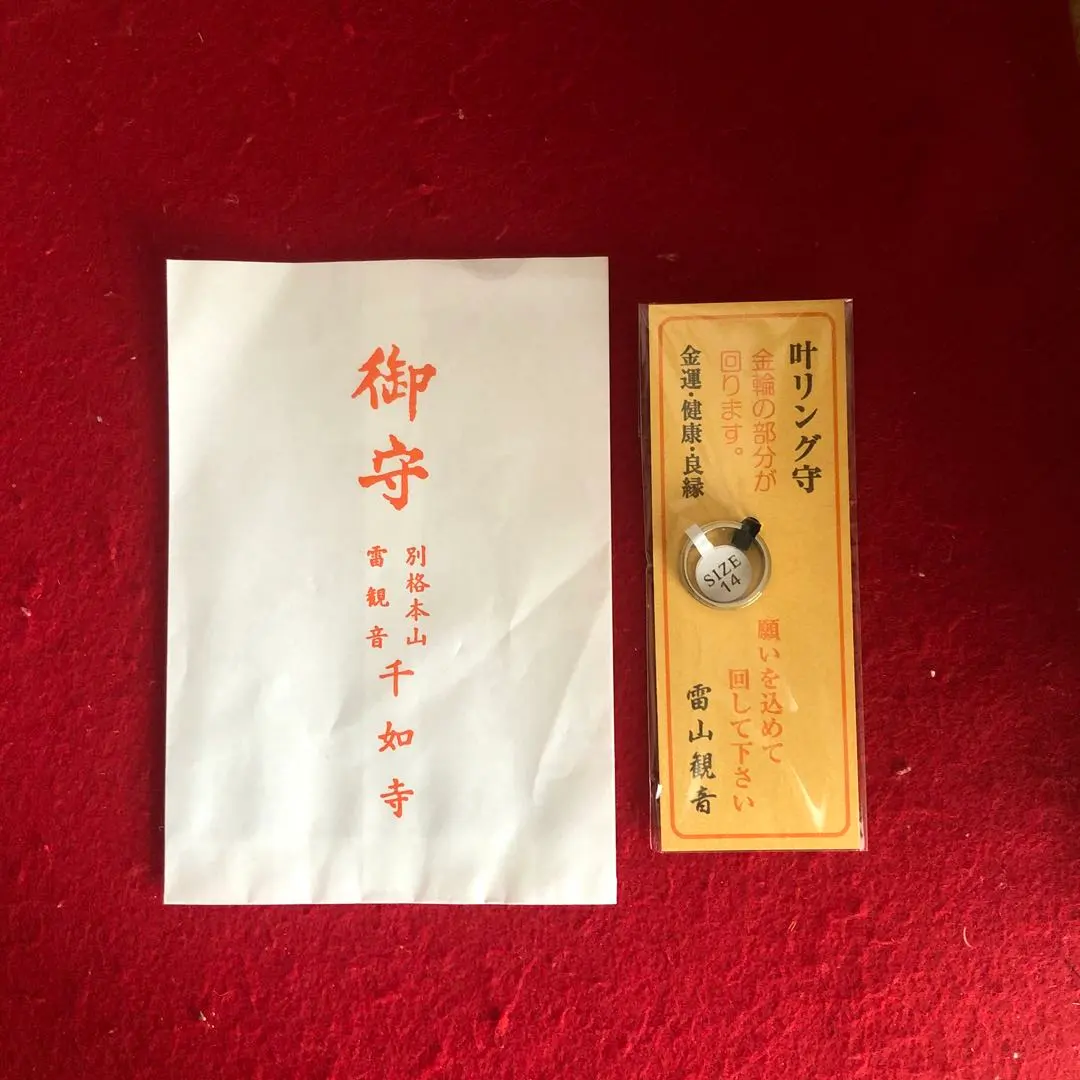 御守
別格本山
雷観音
千如寺
叶リング守
金輪の部分が
回ります。
金運・健康・良縁
SIZE
14
願いを込めて
回して下さい
雷山観音